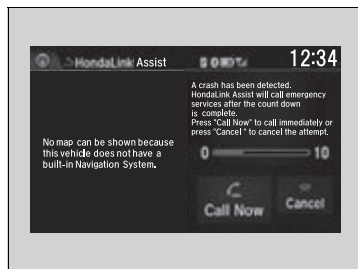 HondaLink Assist
12:34
A crash has been detected.
HondaLink Assist will call emergency
services after the count down
is complete.
Press "Call Now" to call immediately or
press "Cancel " to cancel the attempt.
No map can be shown because
this vehicle does not have a
built-in Navigation System.
0
10
Call Now
Cancel